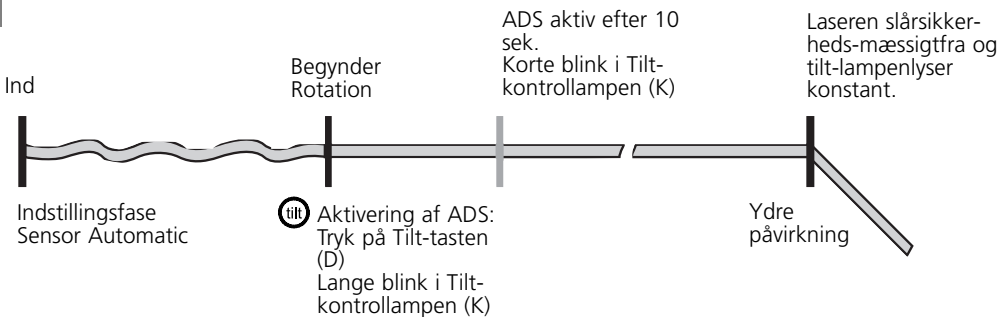 Ind
Begynder
Rotation
ADS aktiv efter 10
sek.
Korte blink i Tilt-
kontrollampen (K)
Laseren slårsikker-
heds-mæssigtfra og
tilt-lampenlyser
konstant.
Indstillingsfase
Sensor Automatic
tilt
Aktivering af ADS:
Tryk på Tilt-tasten
(D)
Lange blink i Tilt-
kontrollampen (K)
Ydre
påvirkning